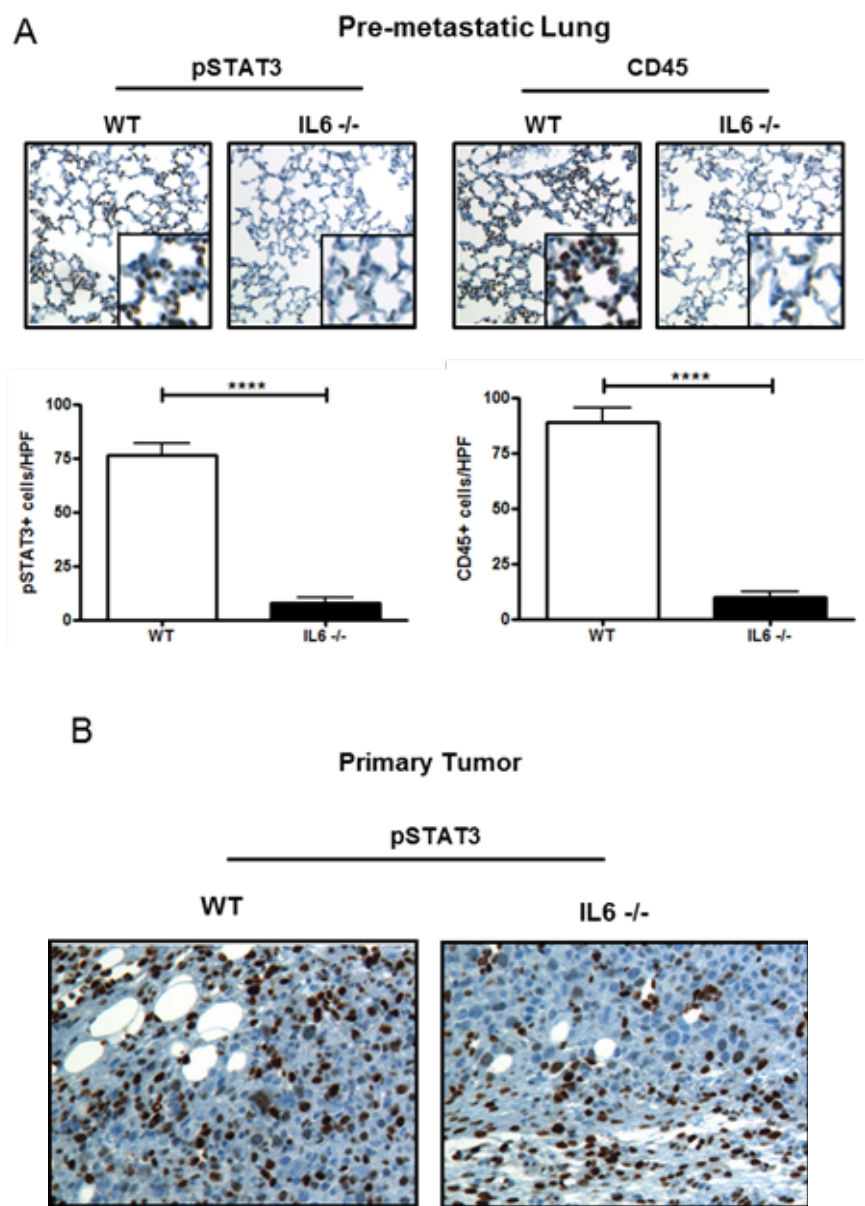 A
Pre-metastatic Lung
pSTAT3
CD45
WT
IL6 -/-
WT
IL6 -/-
****
100
75
50
25
0
pSTAT3+ cells/HPF
WT
IL6 -/-
****
100
75
50
25
0
CD45+ cells/HPF
WT
IL6 -/-
B
Primary Tumor
pSTAT3
WT
IL6 -/-